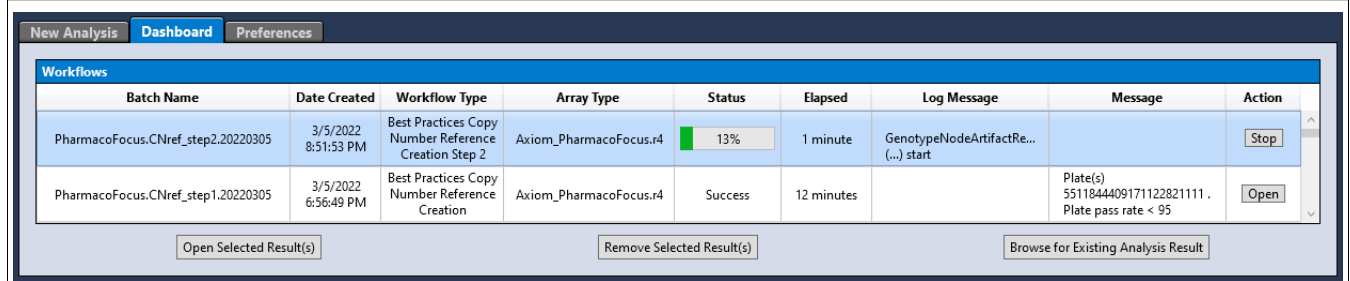 New Analysis Dashboard Preferences
Workflows
Batch Name Date Created Workflow Type Array Type Status Elapsed Log Message Message Action
PharmacoFocus.CNref_step2.20220305
3/5/2022
8:51:53 PM
Best Practices Copy
Number Reference
Creation Step 2
Axiom_PharmacoFocus.r4
13%
1 minute
GenotypeNodeArtifactRe...
(...) start
Stop
PharmacoFocus.CNref_step1.20220305
3/5/2022
6:56:49 PM
Best Practices Copy
Number Reference
Creation
Axiom_PharmacoFocus.r4
Success
12 minutes
Plate(s)
5511844409171122821111 .
Plate pass rate < 95
Open
Open Selected Result(s) Remove Selected Result(s) Browse for Existing Analysis Result